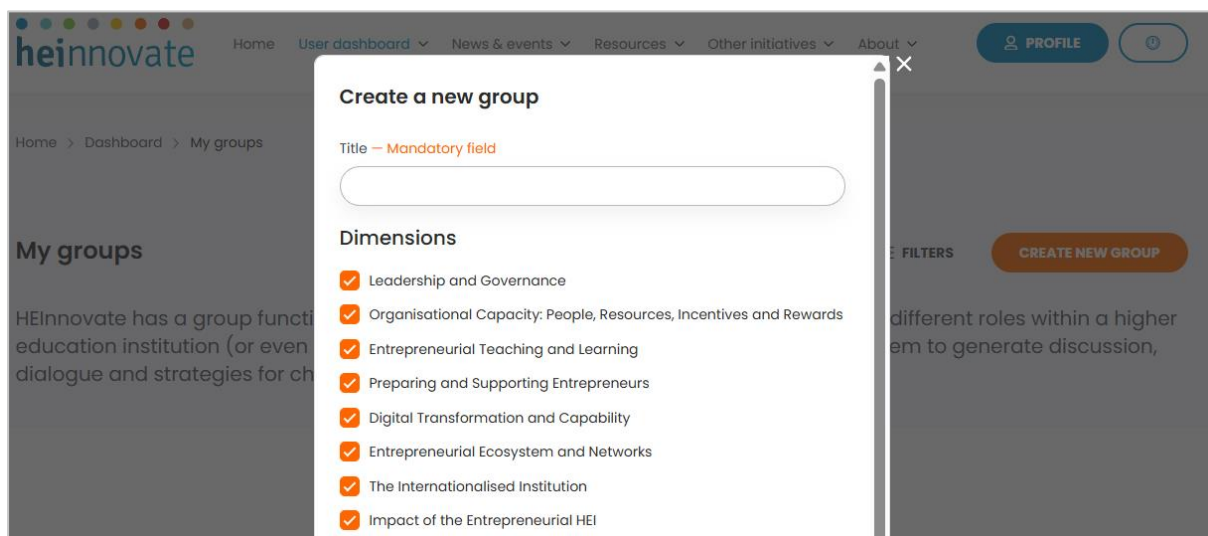 heinnovate
Home User dashboard News & events Resources Other initiatives About PROFILE
Create a new group
Home > Dashboard > My groups
Title — Mandatory field
Dimensions
My groups
FILTERS
CREATE NEW GROUP
Leadership and Governance
Organisational Capacity: People, Resources, Incentives and Rewards
Entrepreneurial Teaching and Learning
Preparing and Supporting Entrepreneurs
Digital Transformation and Capability
Entrepreneurial Ecosystem and Networks
The Internationalised Institution
Impact of the Entrepreneurial HEI
HEInnovate has a group functi different roles within a higher
education institution (or even em to generate discussion,
dialogue and strategies for ch